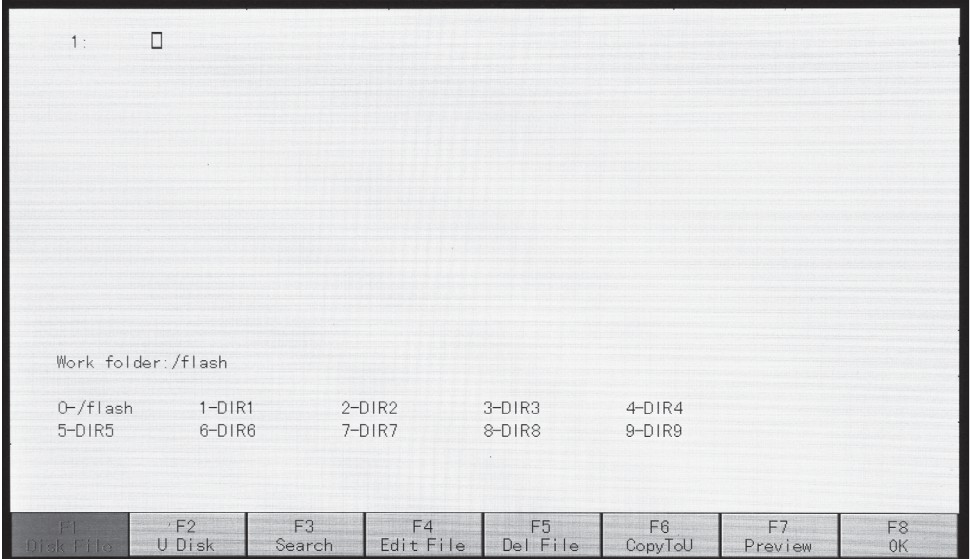 1:
Work folder:/flash
0-/flash 1-DIR1 2-DIR2 3-DIR3 4-DIR4
5-DIR5 6-DIR6 7-DIR7 8-DIR8 9-DIR9
F1 F2 F3 F4 F5 F6 F7 F8
Disk File U Disk Search Edit File Del File CopyToU Preview OK